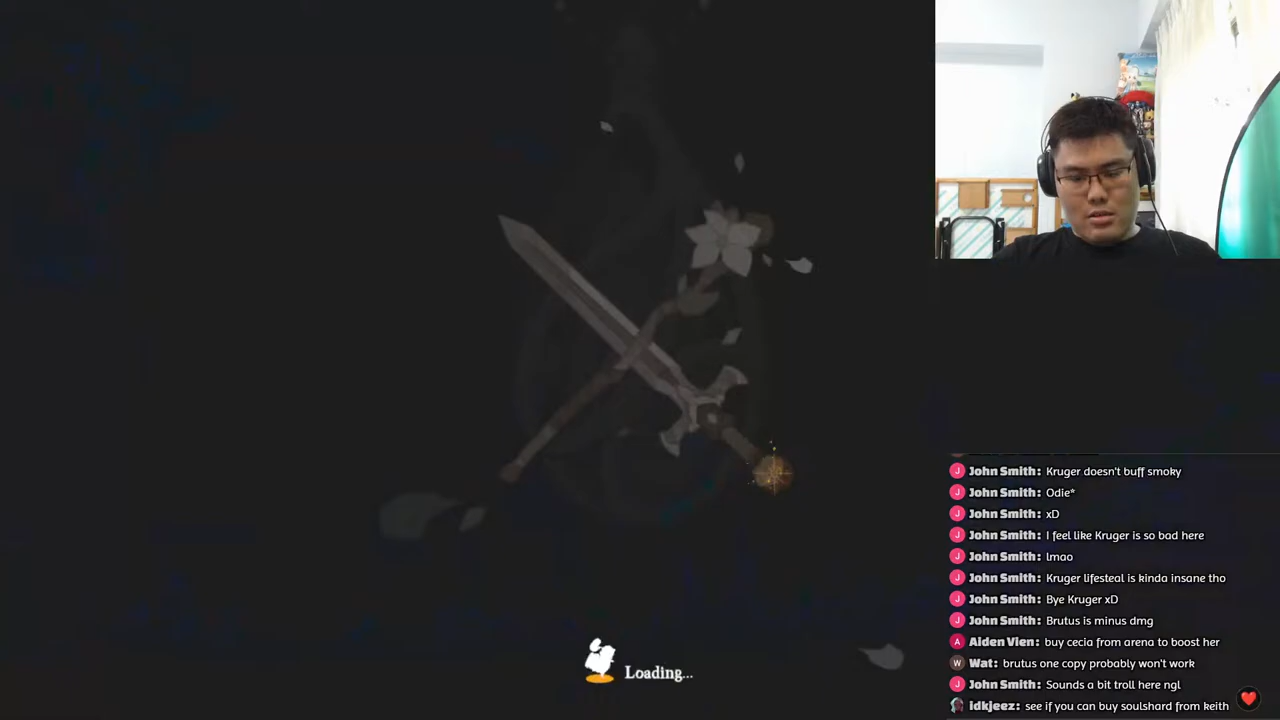 John Smith: Kruger doesn't buff smoky
John Smith: Odie*
John Smith: xD
John Smith: I feel like Kruger is so bad here
John Smith: lmao
John Smith: Kruger lifesteal is kinda insane tho
John Smith: Bye Kruger xD
John Smith: Brutus is minus dmg
Aiden Vien: buy cecia from arena to boost her
Wat: brutus one copy probably won't work
John Smith: Sounds a bit troll here ngl
idkjeez: see if you can buy soulshard from keith
Loading...